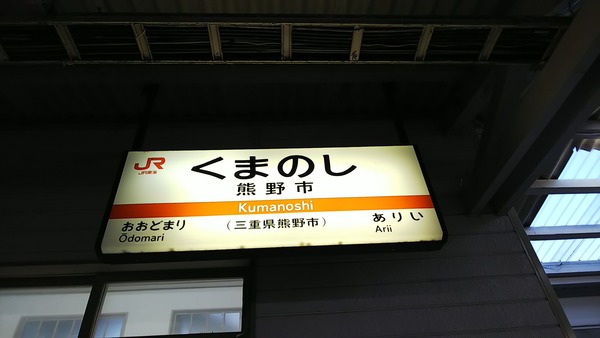 JR
JR東海
くまのし
熊野市
Kumanoshi
おおどまり
Ōdomari
(三重県熊野市)
ありい
Arii